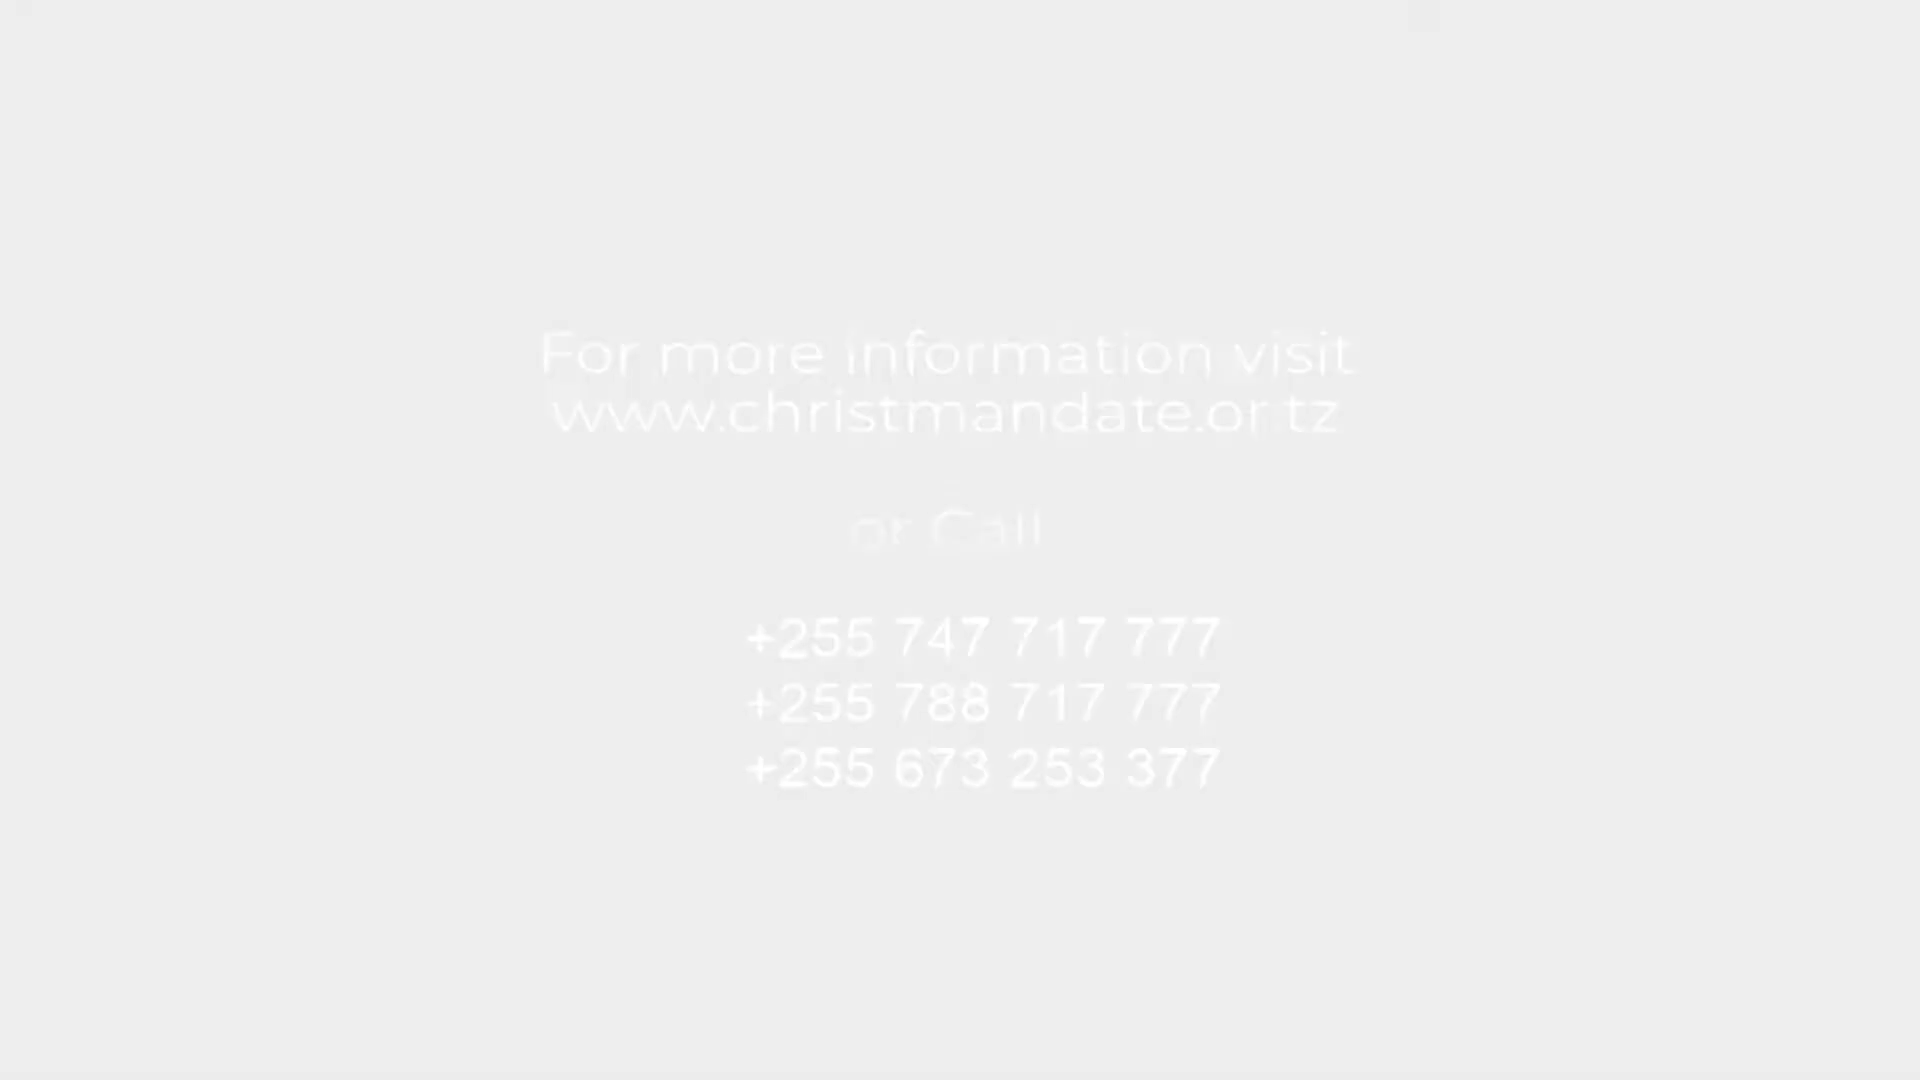 For more information visit
www.christmandate.or.tz
or Call
+255 747 717 777
+255 788 717 777
+255 673 253 377